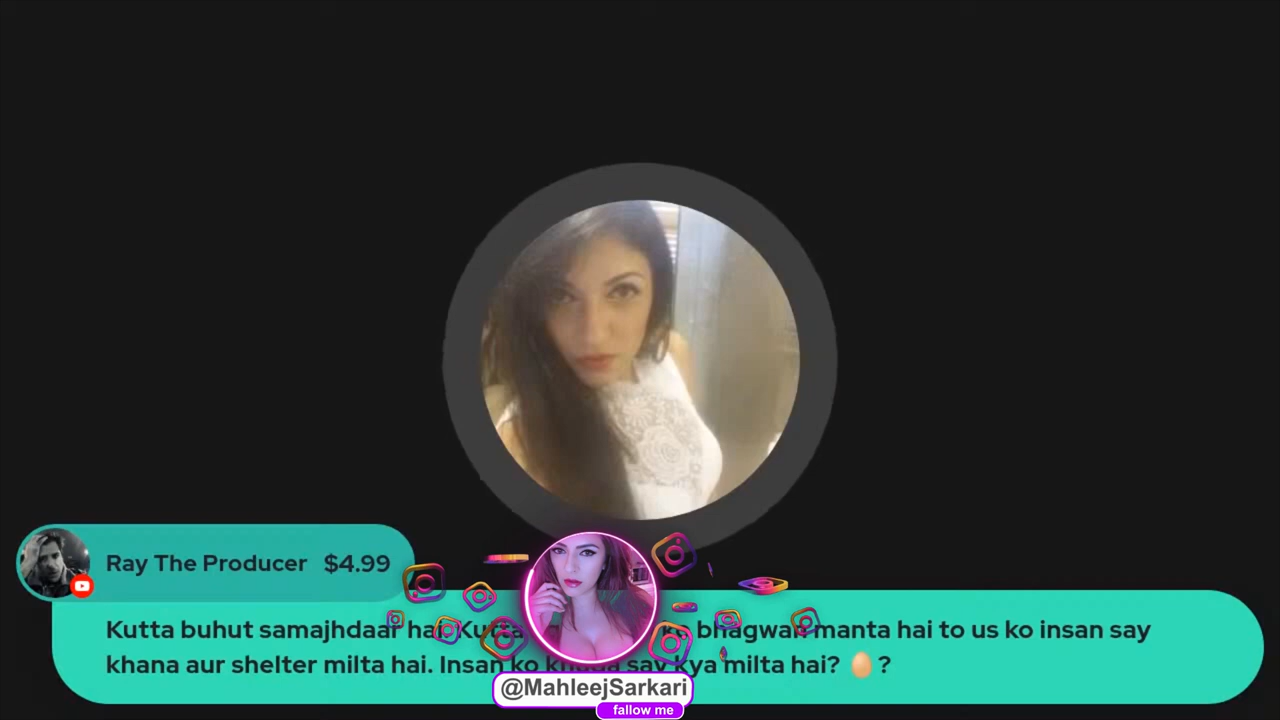 Ray The Producer $4.99
Kutta buhut samajhdaar hai Kutta bhagwan manta hai to us ko insan say
khana aur shelter milta hai. Insan ko khuda say kya milta hai? 🥚 ?
@MahleejSarkari
fallow me